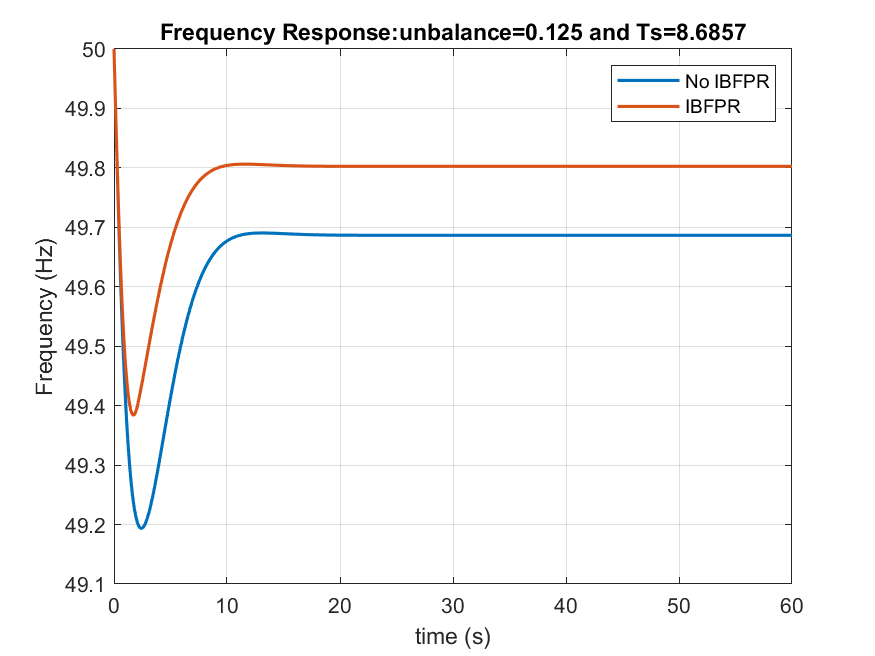 Frequency Response:unbalance=0.125 and Ts=8.6857
No IBFPR
IBFPR
Frequency (Hz)
50
49.9
49.8
49.7
49.6
49.5
49.4
49.3
49.2
49.1
0 10 20 30 40 50 60
time (s)